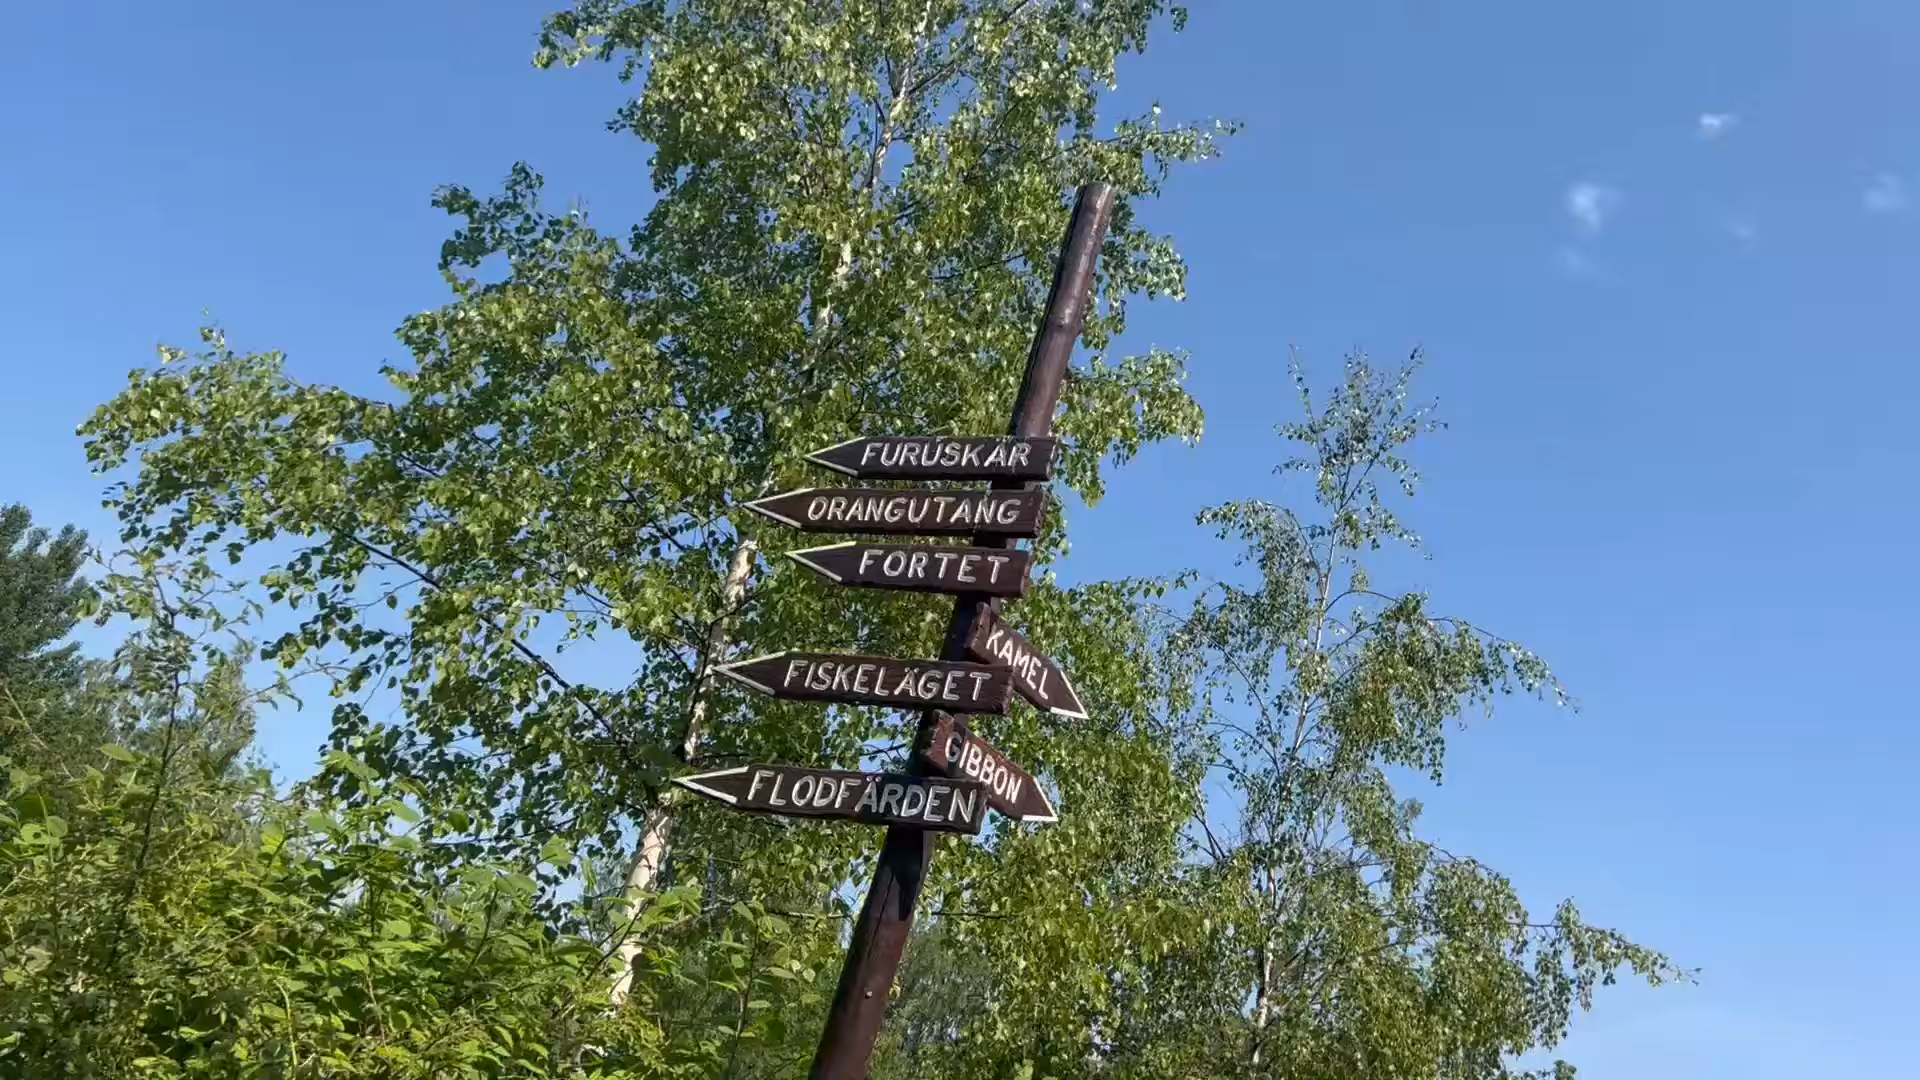 FURUSKÄR
ORANGUTANG
FORTET
KAMEL
FISKELÄGET
GIBBON
FLODFÄRDEN